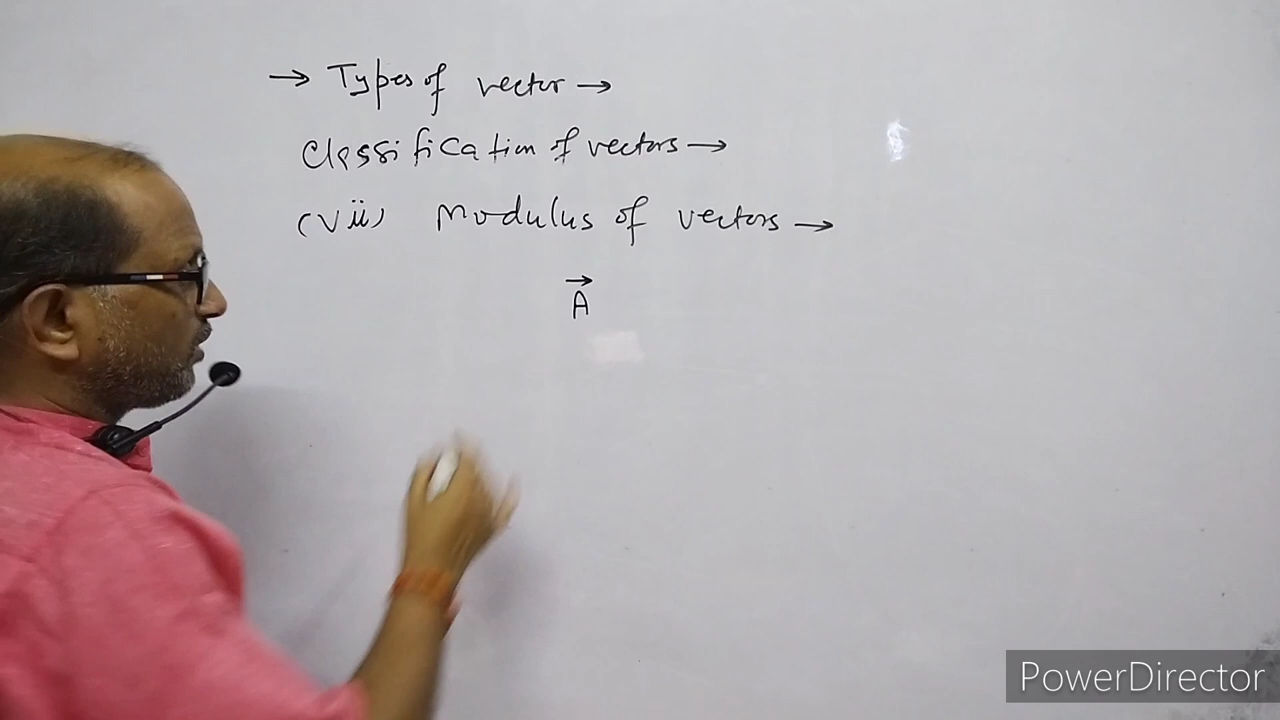 → Types of vector →
Classification of vectors →
(vii) Modulus of vectors →
A⃗
PowerDirector